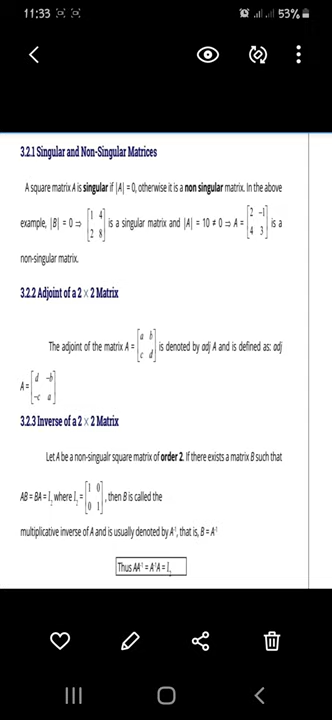 11:33 53%
3.2.1 Singular and Non-Singular Matrices
A square matrix A is singular if |A| = 0, otherwise it is a non singular matrix. In the above
example, |B| = 0 ⇒ [1 4; 2 8] is a singular matrix and |A| = 10 ≠ 0 ⇒ A = [2 -1; 4 3] is a
non-singular matrix.
3.2.2 Adjoint of a 2 × 2 Matrix
The adjoint of the matrix A = [a b; c d] is denoted by adj A and is defined as: adj
A = [d -b; -c a]
3.2.3 Inverse of a 2 × 2 Matrix
Let A be a non-singualr square matrix of order 2. If there exists a matrix B such that
AB = BA = I₂ where I₂ = [1 0; 0 1], then B is called the
multiplicative inverse of A and is usually denoted by A⁻¹, that is, B = A⁻¹
Thus AA⁻¹ = A⁻¹A = I₂